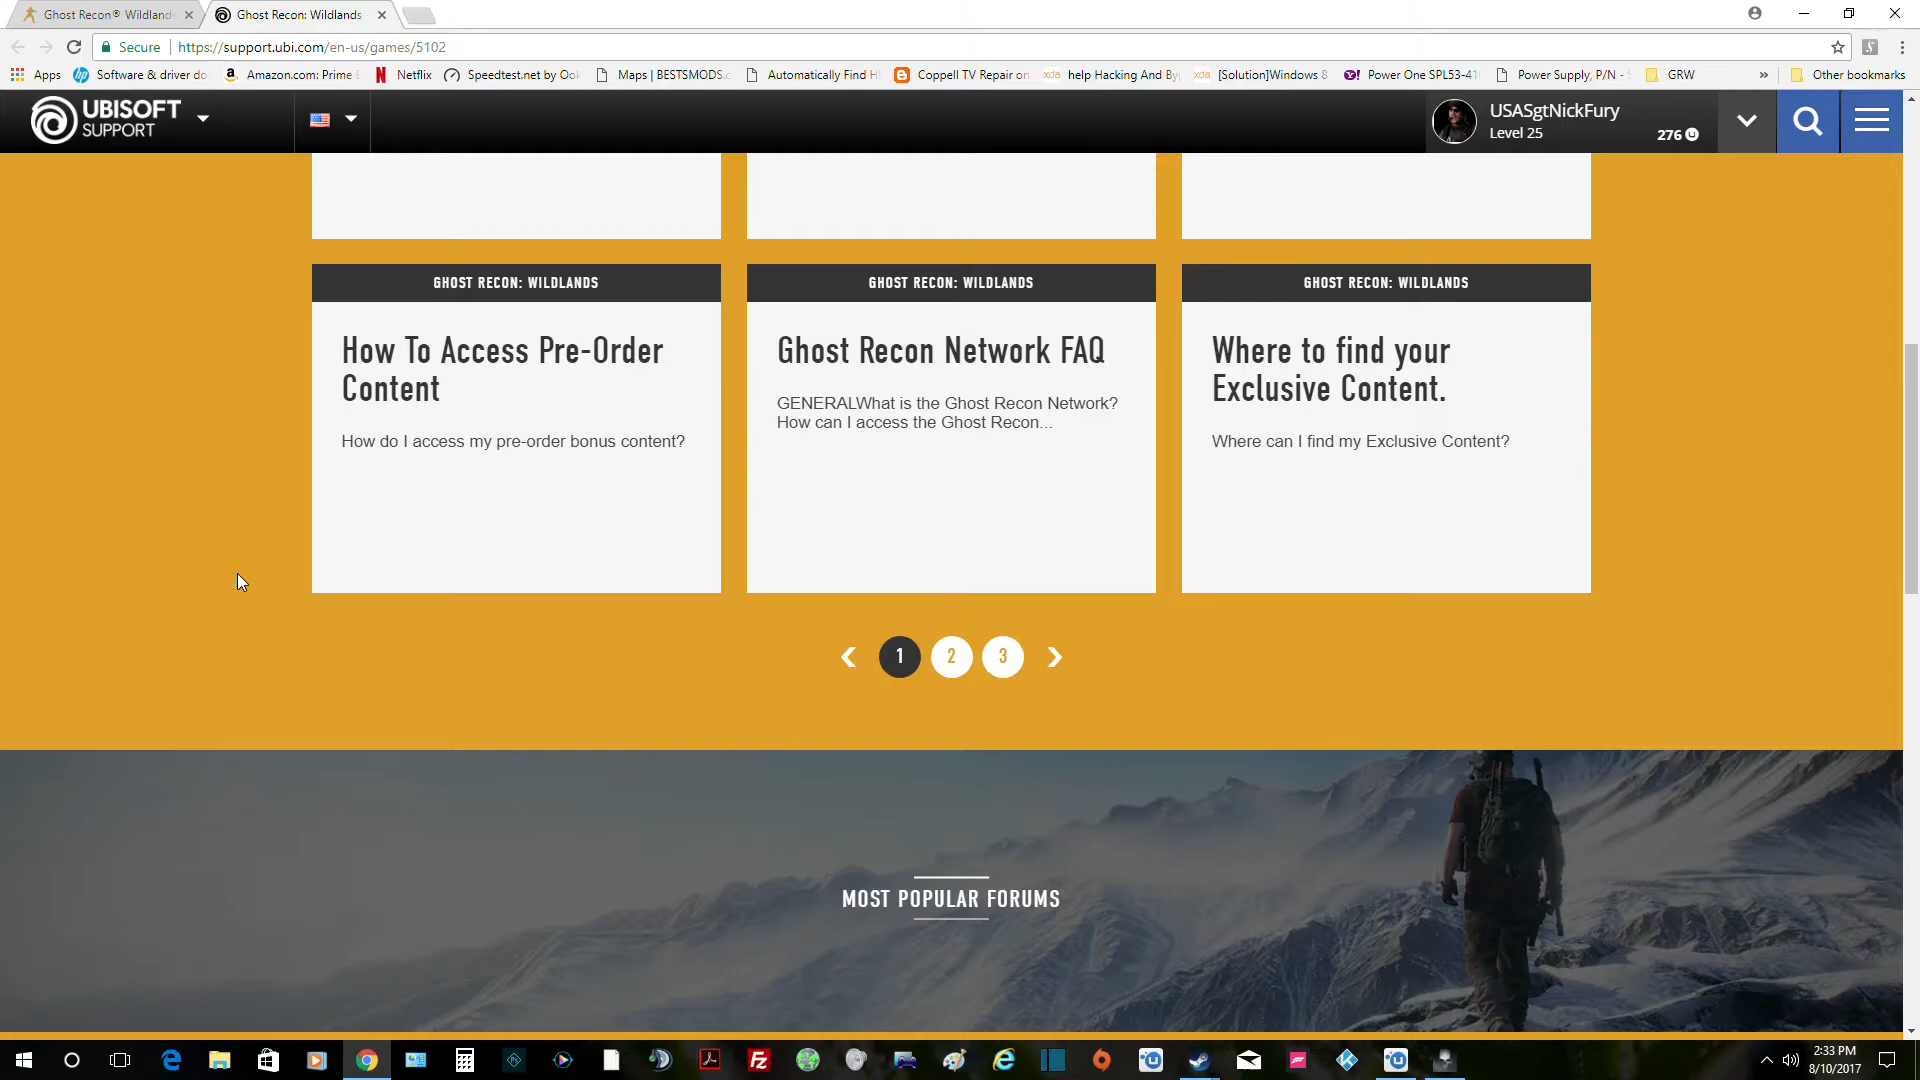 Ghost Recon® Wildlands
Ghost Recon: Wildlands
Secure
https://support.ubi.com/en-us/games/5102
Apps
Software & driver do
Amazon.com: Prime
Netflix
Speedtest.net by Ook
Maps | BESTSMODS.c
Automatically Find H
Coppell TV Repair on
help Hacking And By
[Solution]Windows 8
Power One SPL53-41
Power Supply, P/N -
GRW
»
Other bookmarks
UBISOFT
SUPPORT
USASgtNickFury
Level 25
276
GHOST RECON: WILDLANDS
How To Access Pre-Order
Content
How do I access my pre-order bonus content?
GHOST RECON: WILDLANDS
Ghost Recon Network FAQ
GENERALWhat is the Ghost Recon Network?
How can I access the Ghost Recon...
GHOST RECON: WILDLANDS
Where to find your
Exclusive Content.
Where can I find my Exclusive Content?
1 2 3
MOST POPULAR FORUMS
2:33 PM
8/10/2017